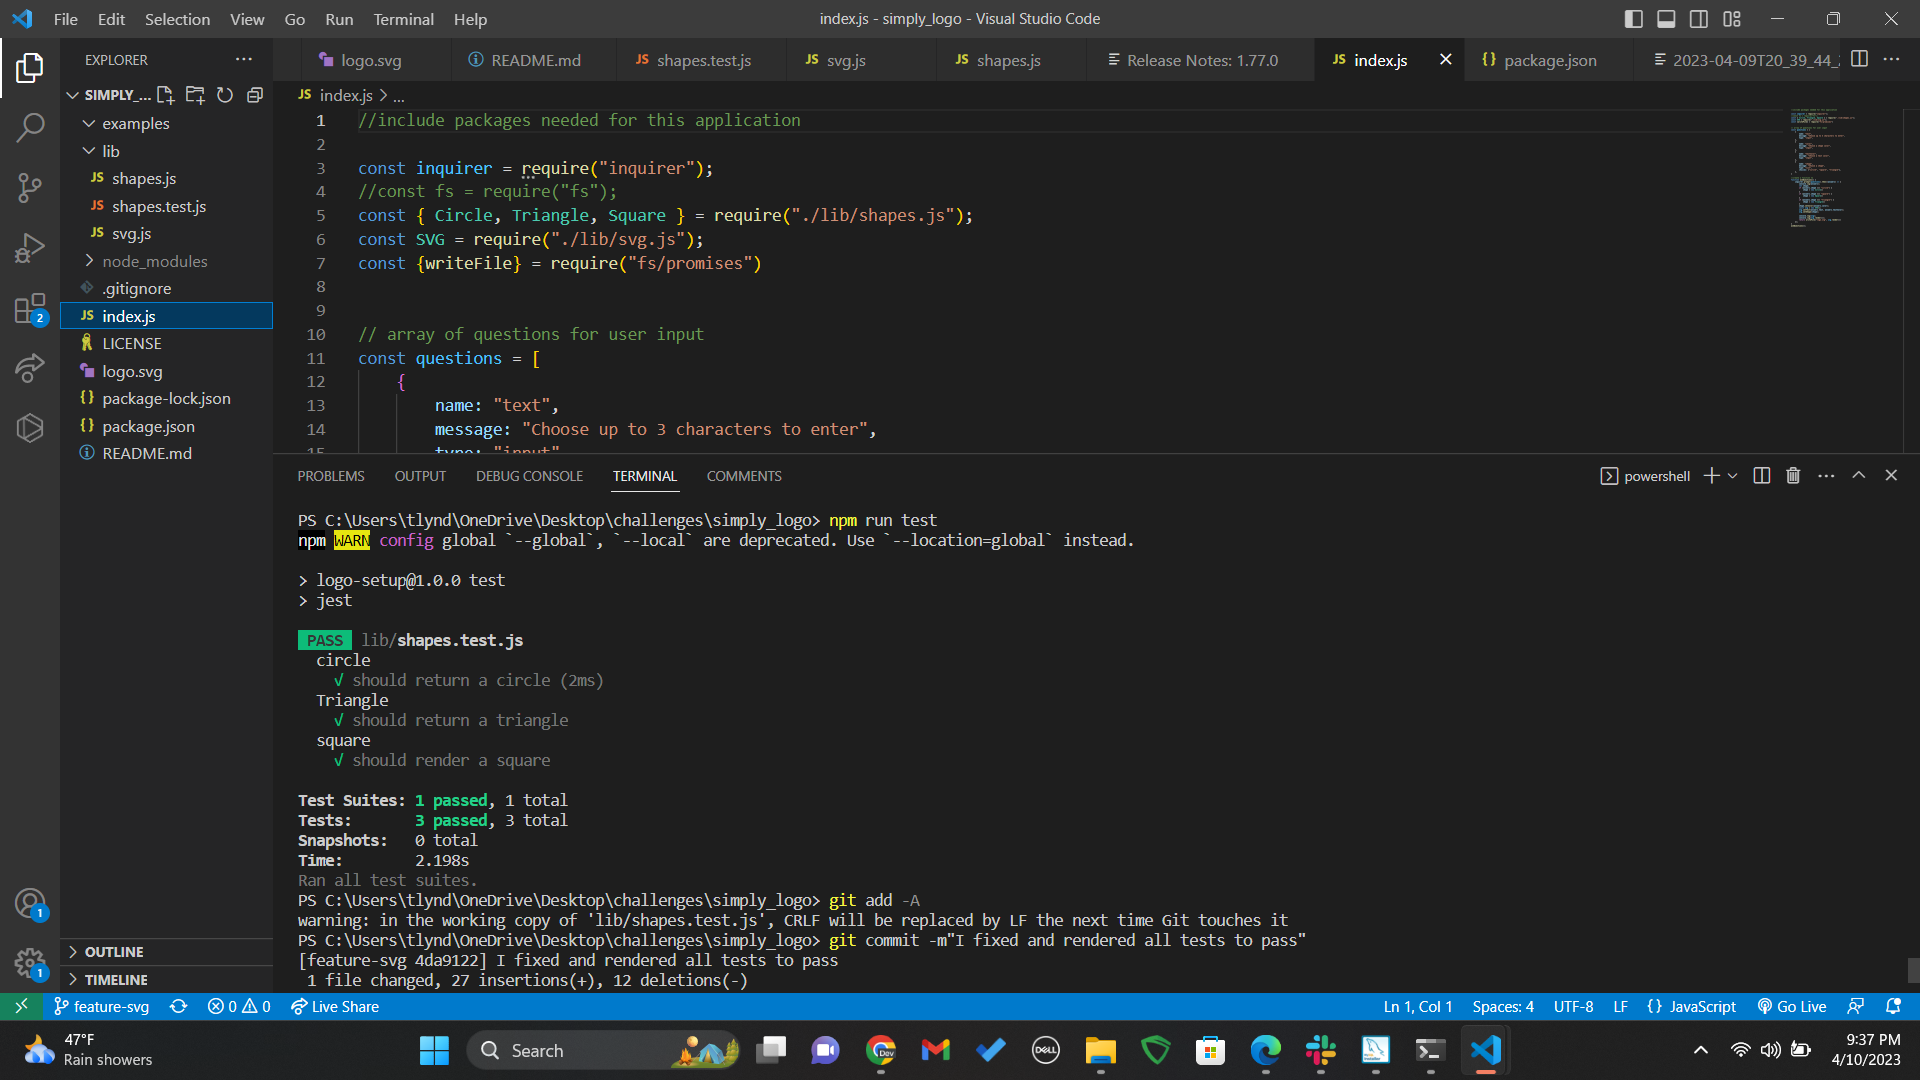 File Edit Selection View Go Run Terminal Help
index.js - simply_logo - Visual Studio Code
EXPLORER
logo.svg
README.md
JS shapes.test.js
JS svg.js
JS shapes.js
Release Notes: 1.77.0
JS index.js
{} package.json
2023-04-09T20_39_44_
SIMPLY_...
JS index.js > ...
examples
lib
JS shapes.js
JS shapes.test.js
JS svg.js
node_modules
.gitignore
JS index.js
LICENSE
logo.svg
{} package-lock.json
{} package.json
README.md
OUTLINE
TIMELINE
2
1
1
1 //include packages needed for this application
2
3 const inquirer = require("inquirer");
4 //const fs = require("fs");
5 const { Circle, Triangle, Square } = require("./lib/shapes.js");
6 const SVG = require("./lib/svg.js");
7 const {writeFile} = require("fs/promises")
8
9
10 // array of questions for user input
11 const questions = [
12 {
13 name: "text",
14 message: "Choose up to 3 characters to enter",
15 type: "input"
PROBLEMS OUTPUT DEBUG CONSOLE TERMINAL COMMENTS
powershell
PS C:\Users\tlynd\OneDrive\Desktop\challenges\simply_logo> npm run test
npm WARN config global `--global`, `--local` are deprecated. Use `--location=global` instead.
> logo-setup@1.0.0 test
> jest
PASS lib/shapes.test.js
circle
√ should return a circle (2ms)
Triangle
√ should return a triangle
square
√ should render a square
Test Suites: 1 passed, 1 total
Tests: 3 passed, 3 total
Snapshots: 0 total
Time: 2.198s
Ran all test suites.
PS C:\Users\tlynd\OneDrive\Desktop\challenges\simply_logo> git add -A
warning: in the working copy of 'lib/shapes.test.js', CRLF will be replaced by LF the next time Git touches it
PS C:\Users\tlynd\OneDrive\Desktop\challenges\simply_logo> git commit -m"I fixed and rendered all tests to pass"
[feature-svg 4da9122] I fixed and rendered all tests to pass
1 file changed, 27 insertions(+), 12 deletions(-)
feature-svg
0 0
Live Share
Ln 1, Col 1
Spaces: 4
UTF-8
LF
{} JavaScript
Go Live
47°F
Rain showers
Search
Dev
DELL
9:37 PM
4/10/2023